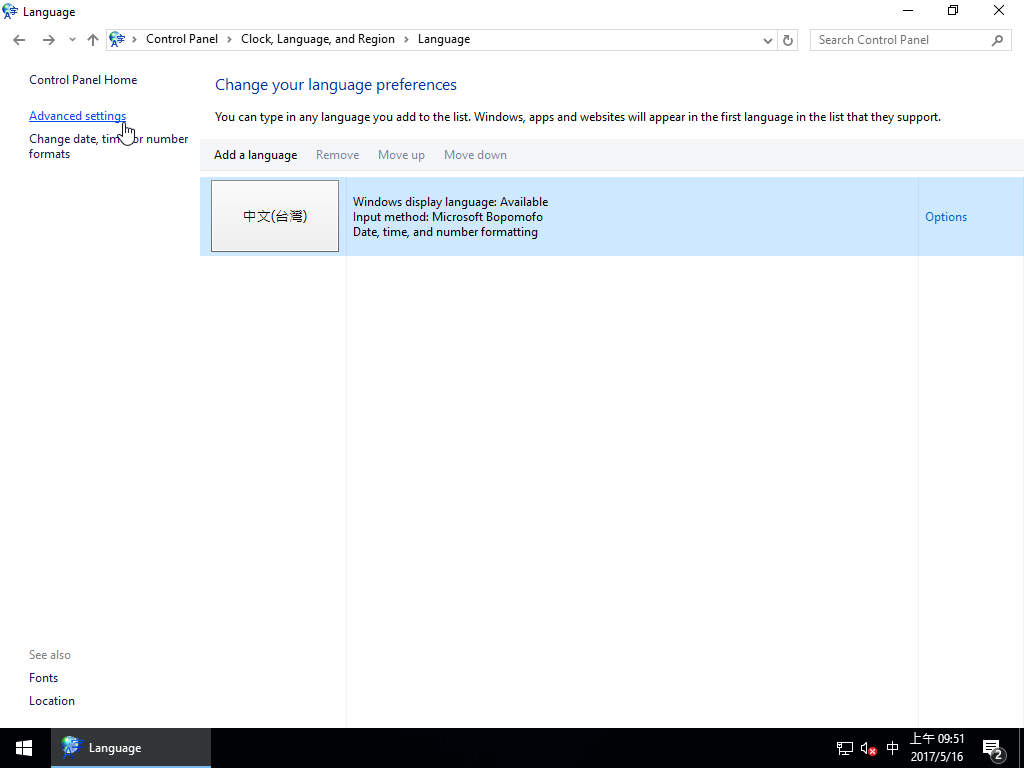 Language
Control Panel
Clock, Language, and Region
Language
Search Control Panel
Control Panel Home
Advanced settings
Change date, time, or number
formats
Change your language preferences
You can type in any language you add to the list. Windows, apps and websites will appear in the first language in the list that they support.
Add a language
Remove
Move up
Move down
中文(台灣)
Windows display language: Available
Input method: Microsoft Bopomofo
Date, time, and number formatting
Options
See also
Fonts
Location
Language
中
上午 09:51
2017/5/16
2